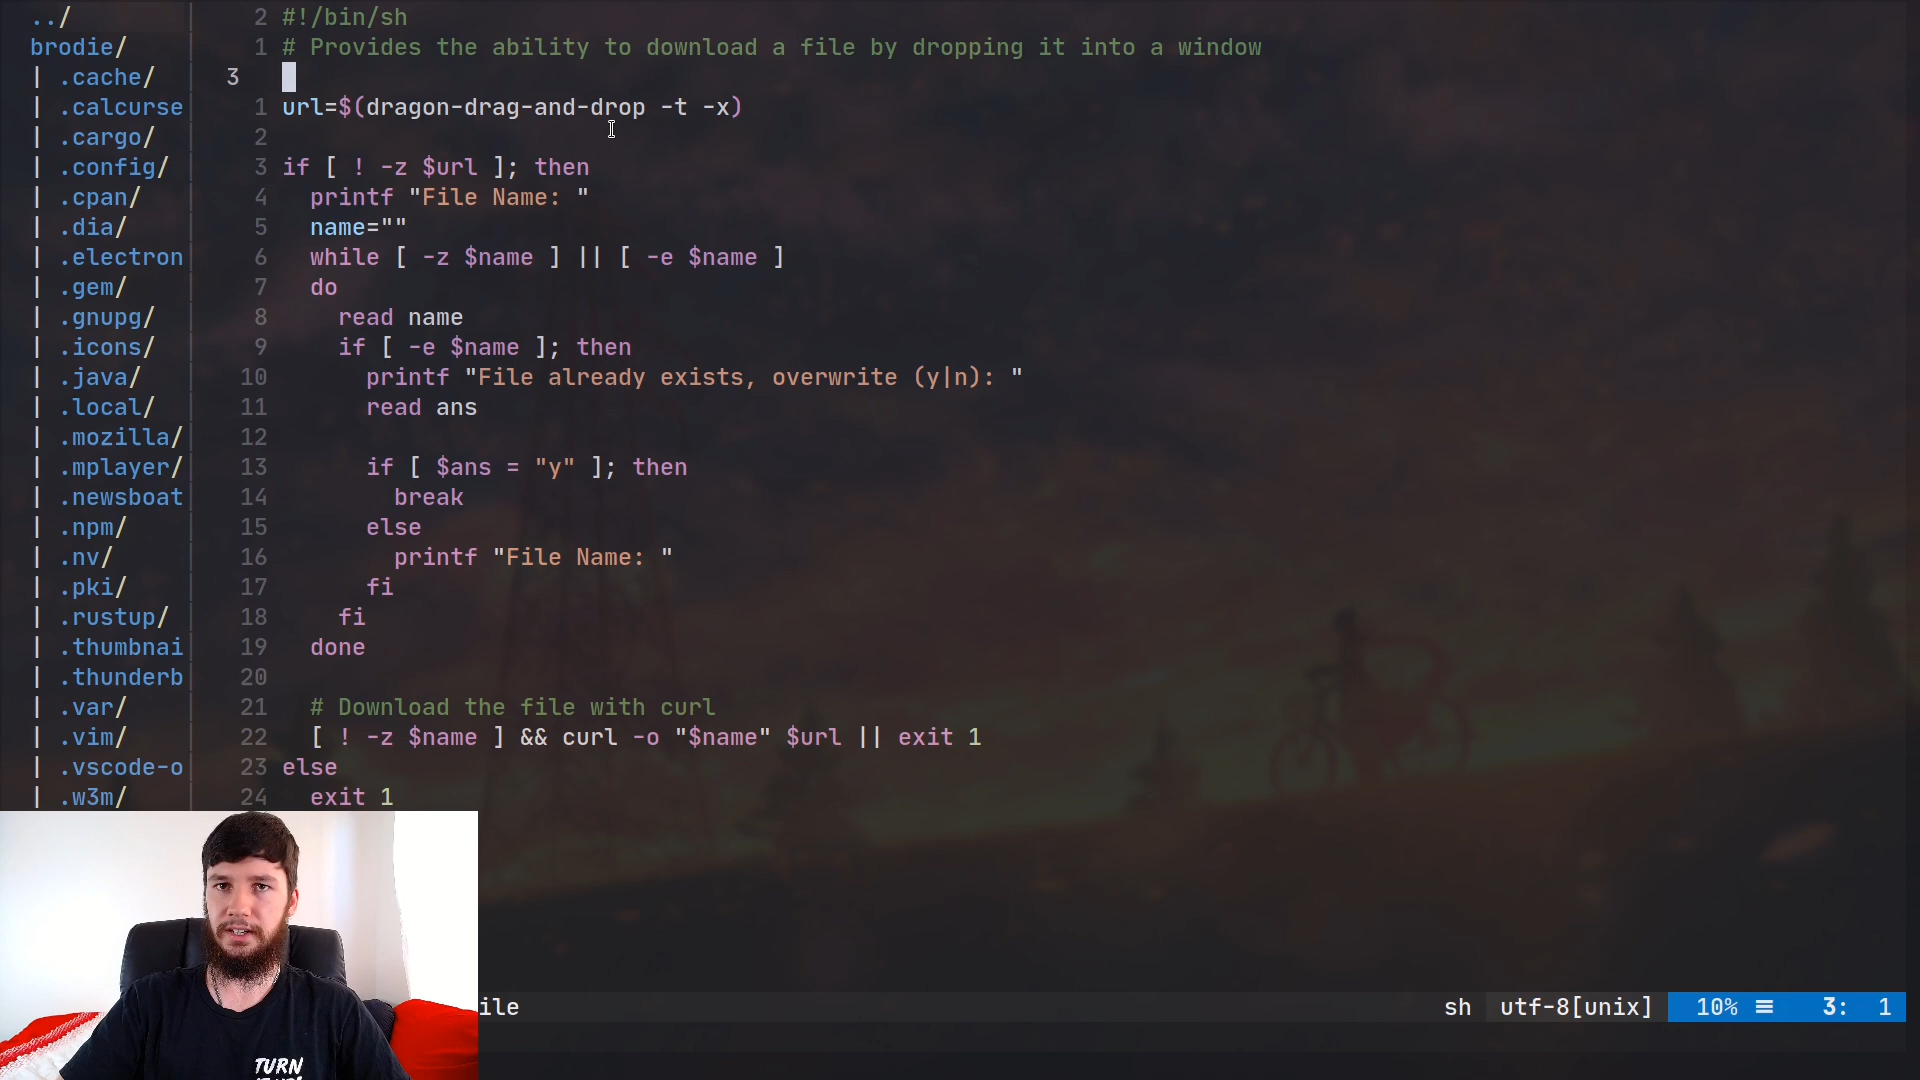 ../
brodie/
| .cache/
| .calcurse
| .cargo/
| .config/
| .cpan/
| .dia/
| .electron
| .gem/
| .gnupg/
| .icons/
| .java/
| .local/
| .mozilla/
| .mplayer/
| .newsboat
| .npm/
| .nv/
| .pki/
| .rustup/
| .thumbnai
| .thunderb
| .var/
| .vim/
| .vscode-o
| .w3m/
2 #!/bin/sh
1 # Provides the ability to download a file by dropping it into a window
3
1 url=$(dragon-drag-and-drop -t -x)
2
3 if [ ! -z $url ]; then
4   printf "File Name: "
5   name=""
6   while [ -z $name ] || [ -e $name ]
7   do
8     read name
9     if [ -e $name ]; then
10       printf "File already exists, overwrite (y|n): "
11       read ans
12
13       if [ $ans = "y" ]; then
14         break
15       else
16         printf "File Name: "
17       fi
18     fi
19   done
20
21   # Download the file with curl
22   [ ! -z $name ] && curl -o "$name" $url || exit 1
23 else
24   exit 1
ile sh utf-8[unix] 10% ☰ 3: 1
TURN